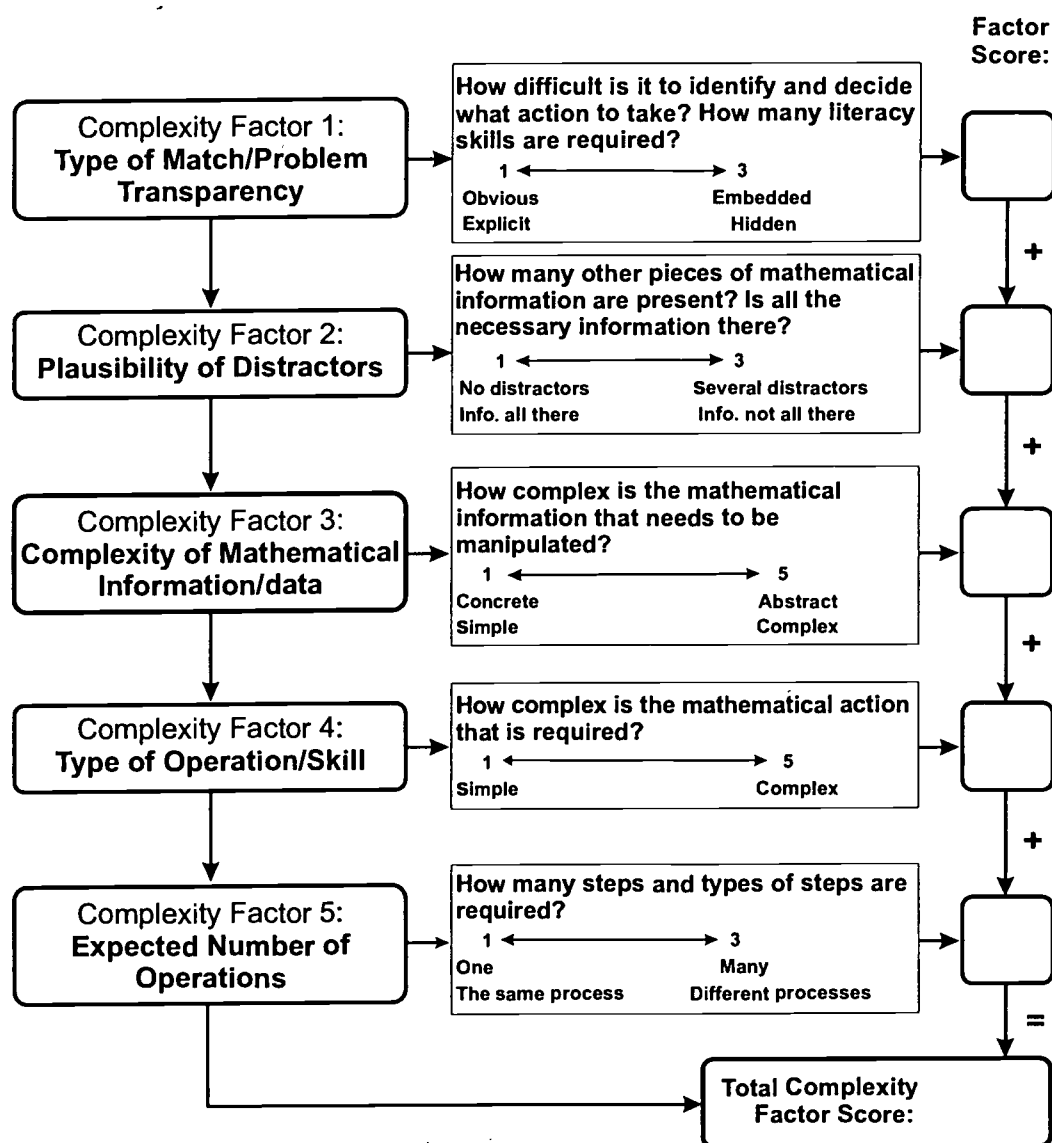 Factor
Score:
Complexity Factor 1:
Type of Match/Problem
Transparency
How difficult is it to identify and decide
what action to take? How many literacy
skills are required?
1 3
Obvious Embedded
Explicit Hidden
+
Complexity Factor 2:
Plausibility of Distractors
How many other pieces of mathematical
information are present? Is all the
necessary information there?
1 3
No distractors Several distractors
Info. all there Info. not all there
+
Complexity Factor 3:
Complexity of Mathematical
Information/data
How complex is the mathematical
information that needs to be
manipulated?
1 5
Concrete Abstract
Simple Complex
+
Complexity Factor 4:
Type of Operation/Skill
How complex is the mathematical action
that is required?
1 5
Simple Complex
+
Complexity Factor 5:
Expected Number of
Operations
How many steps and types of steps are
required?
1 3
One Many
The same process Different processes
=
Total Complexity
Factor Score: